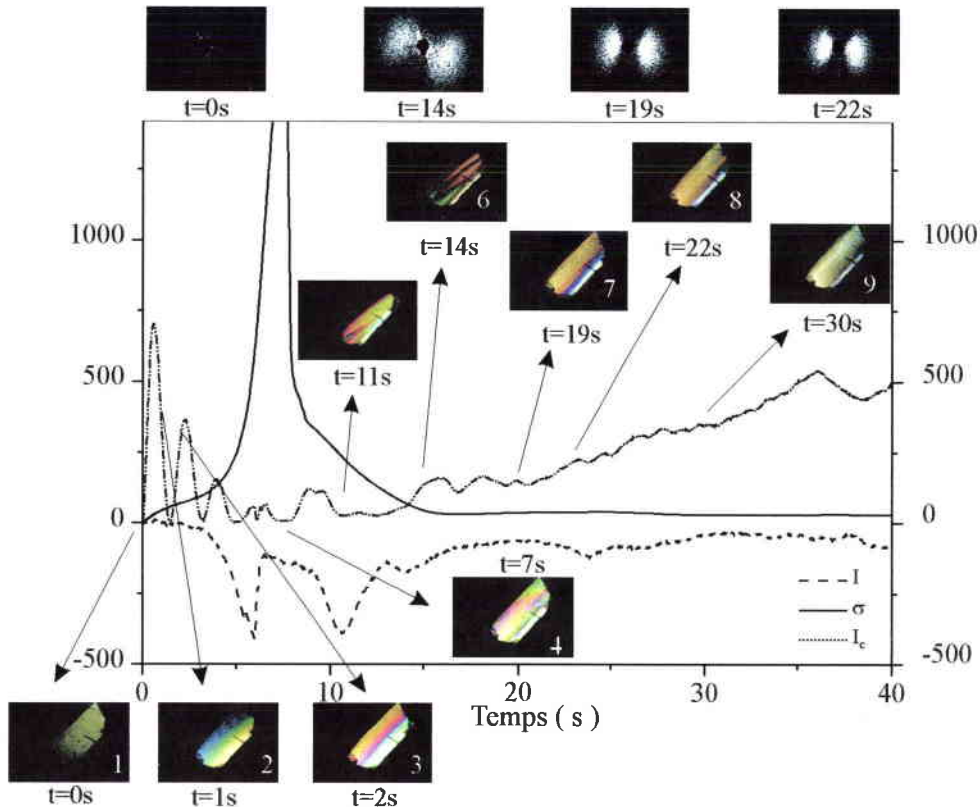 t=0s t=14s t=19s t=22s
6
8
1000 1000
t=14s t=22s
7 9
t=19s t=30s
500 t=11s 500
0 0
t=7s
I
σ
4 I_c
-500 -500
0 10 20 30 40
Temps ( s )
1 2 3
t=0s t=1s t=2s